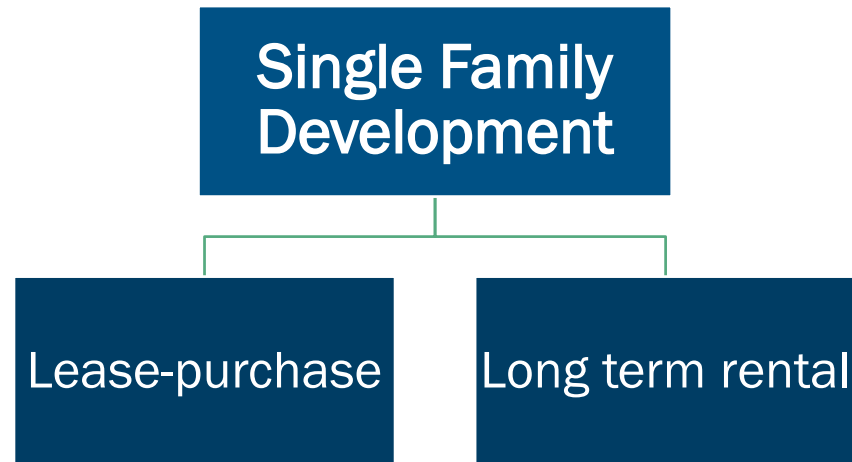 Single Family
Development
Lease-purchase
Long term rental